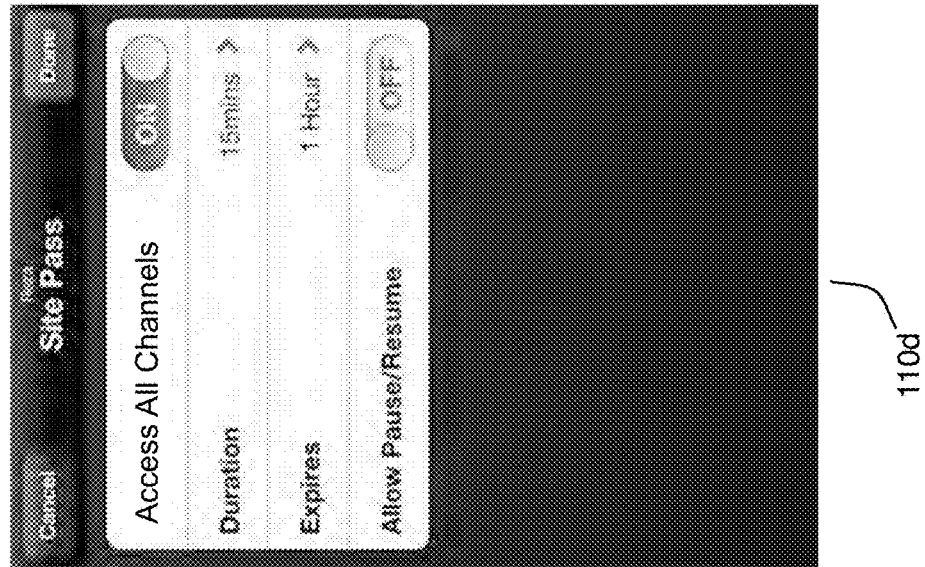 Cancel
Site Pass
Done
Access All Channels ON
Duration 15mins >
Expires 1 Hour >
Allow Pause/Resume OFF
110d